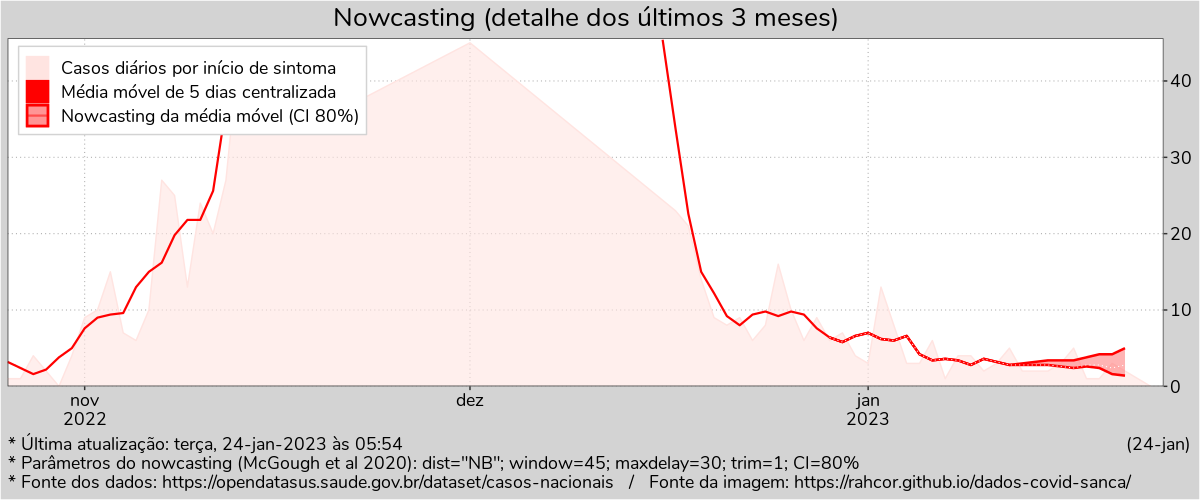 Nowcasting (detalhe dos últimos 3 meses)
Casos diários por início de sintoma
Média móvel de 5 dias centralizada
Nowcasting da média móvel (CI 80%)
40
30
20
10
0
nov
2022
dez
jan
2023
* Última atualização: terça, 24-jan-2023 às 05:54
(24-jan)
* Parâmetros do nowcasting (McGough et al 2020): dist="NB"; window=45; maxdelay=30; trim=1; CI=80%
* Fonte dos dados: https://opendatasus.saude.gov.br/dataset/casos-nacionais / Fonte da imagem: https://rahcor.github.io/dados-covid-sanca/